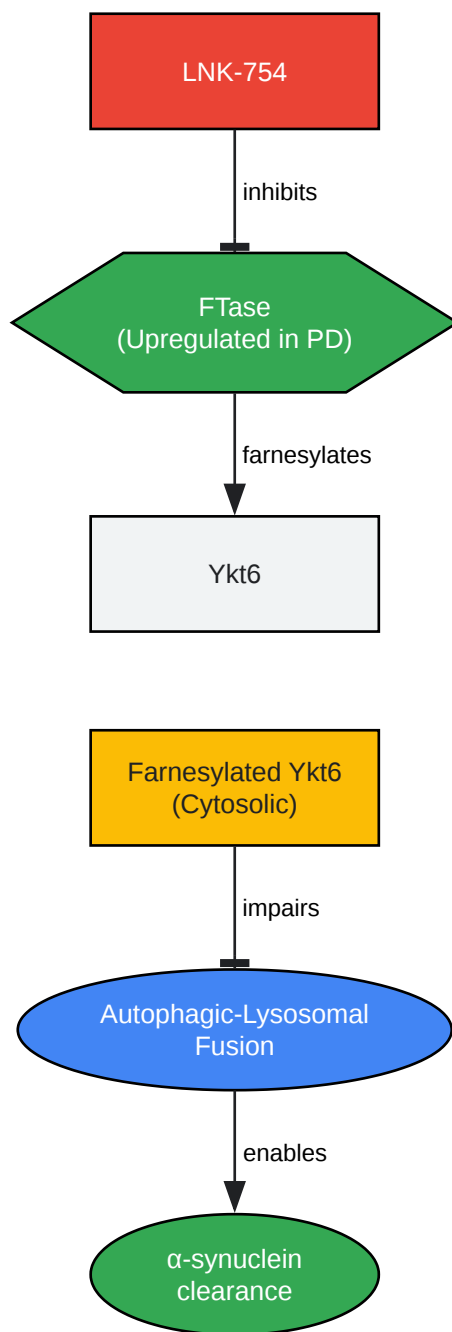 LNK-754
inhibits
FTase
(Upregulated in PD)
farnesylates
Ykt6
Farnesylated Ykt6
(Cytosolic)
impairs
Autophagic-Lysosomal
Fusion
enables
α-synuclein
clearance